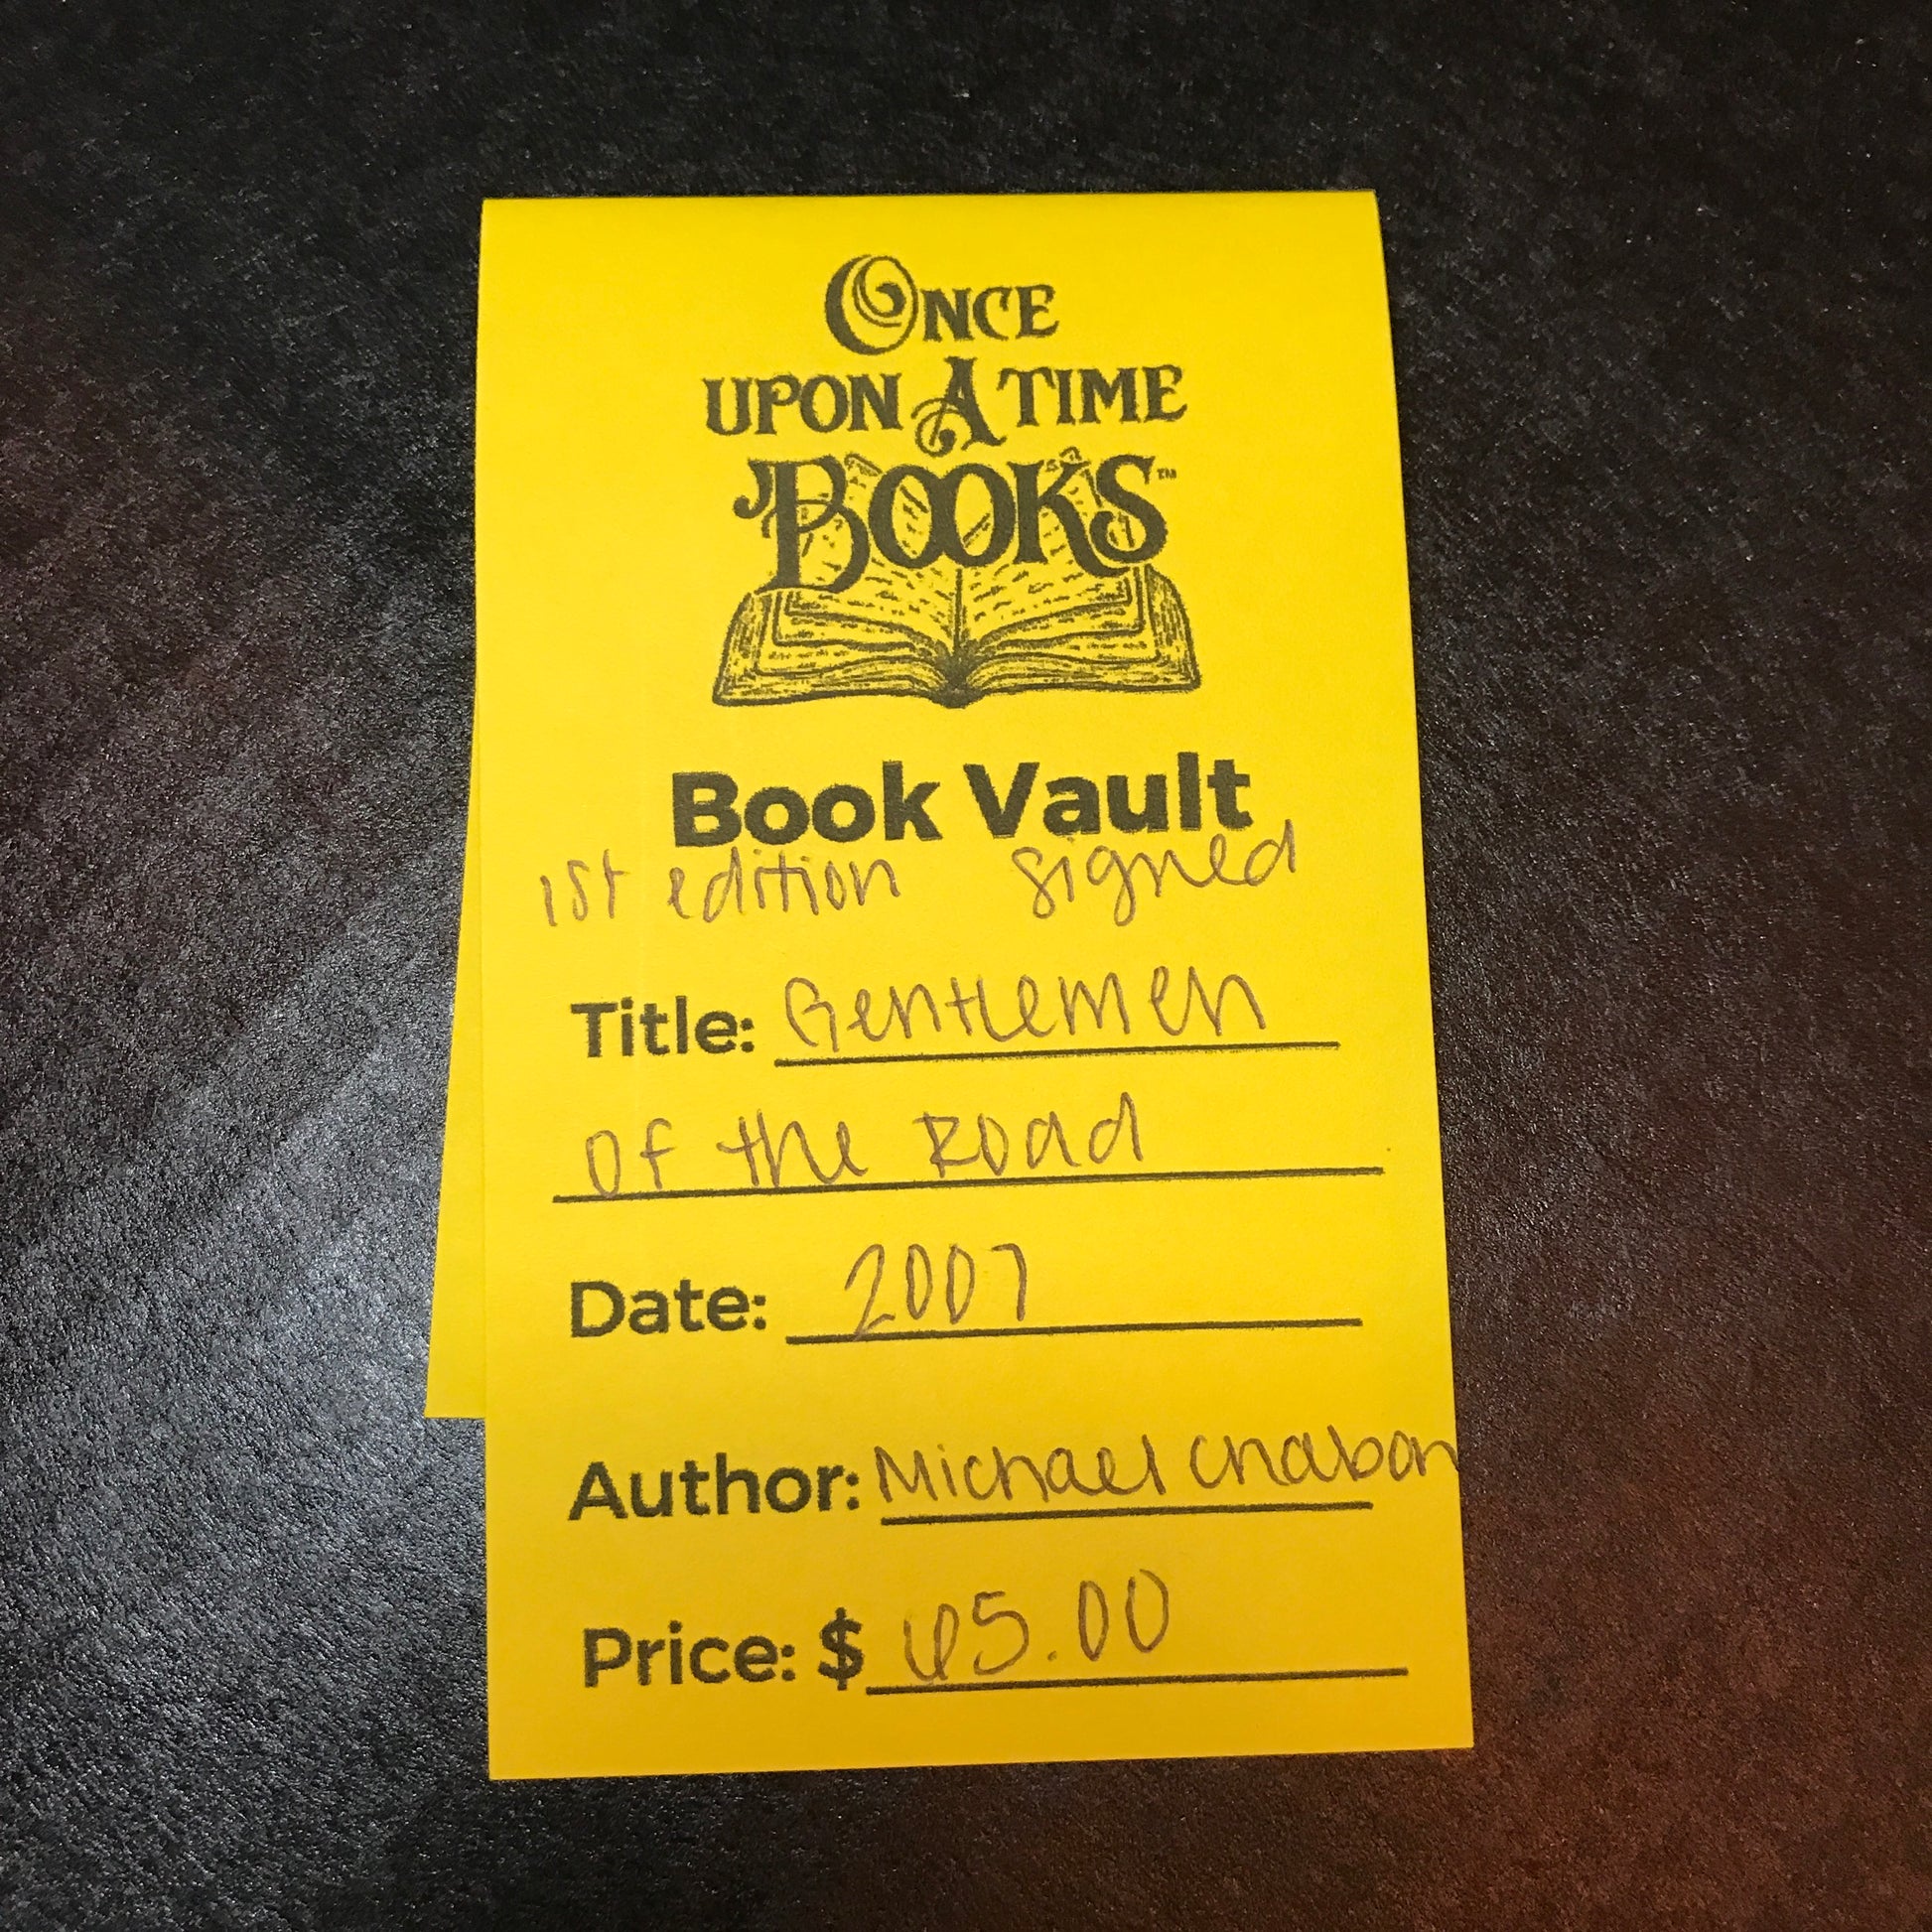 ONCE
UPON A TIME
BOOKS™
Book Vault
1st edition signed
Title: Gentlemen
of the Road
Date: 2007
Author: Michael Chabon
Price: $ 65.00